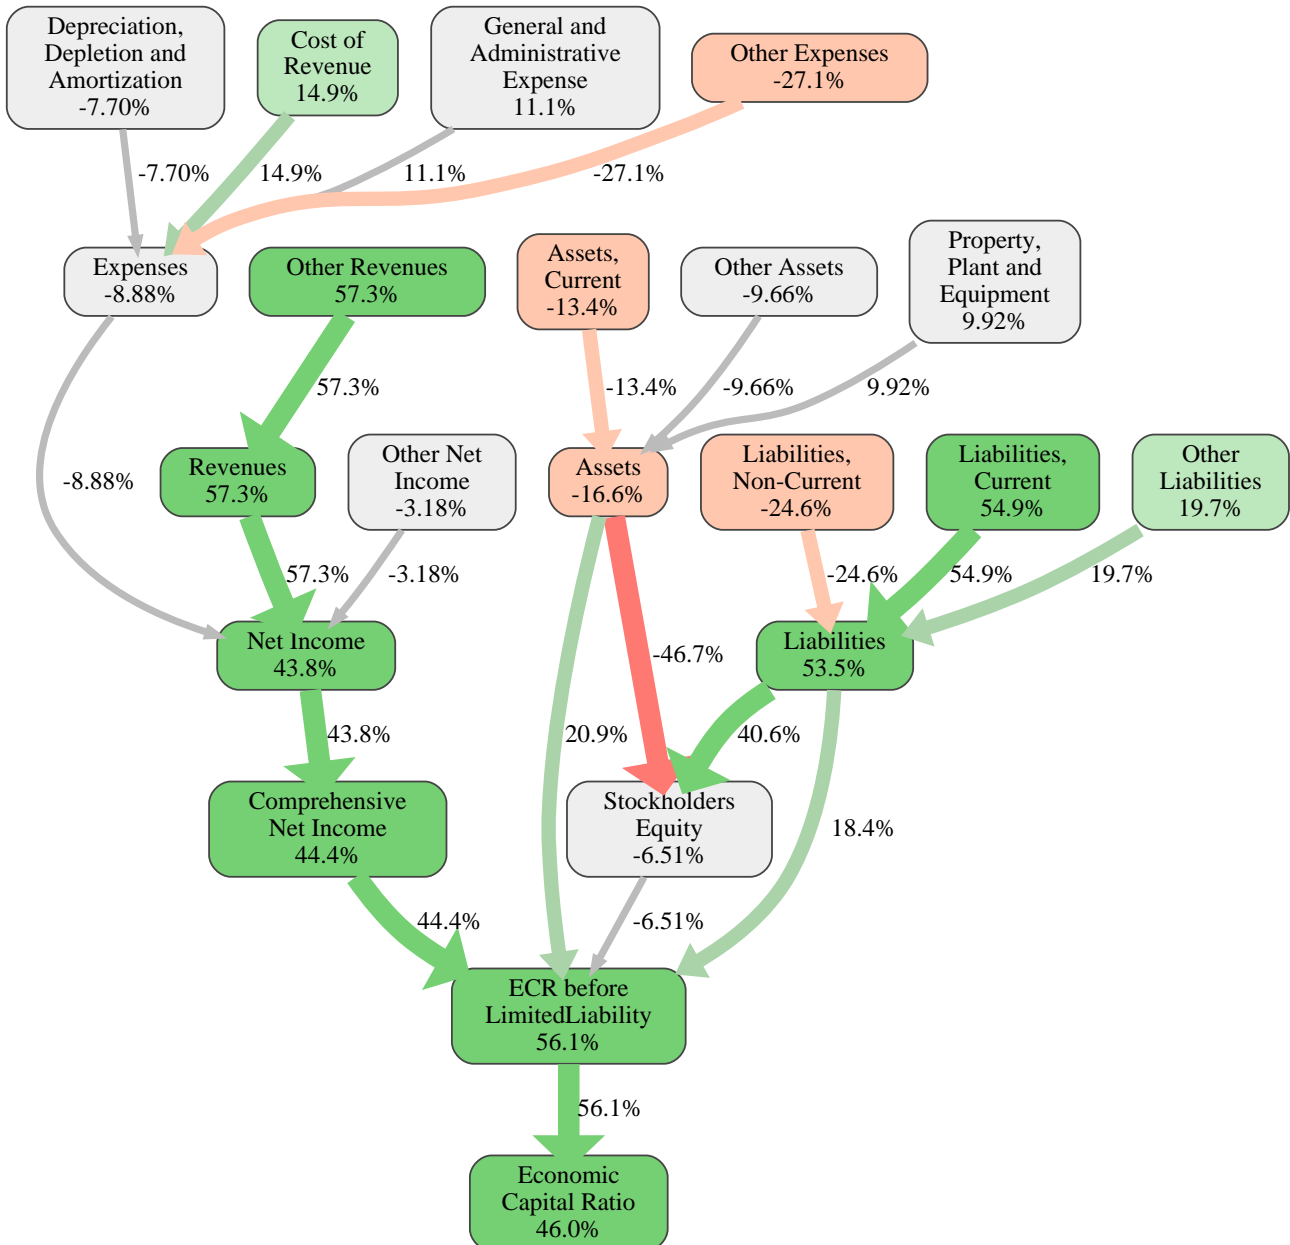 Depreciation,
Depletion and
Amortization
-7.70%
Cost of
Revenue
14.9%
General and
Administrative
Expense
11.1%
Other Expenses
-27.1%
-7.70%
14.9%
11.1%
-27.1%
Expenses
-8.88%
Other Revenues
57.3%
Assets,
Current
-13.4%
Other Assets
-9.66%
Property,
Plant and
Equipment
9.92%
57.3%
-13.4%
-9.66%
9.92%
-8.88%
Revenues
57.3%
Other Net
Income
-3.18%
Assets
-16.6%
Liabilities,
Non-Current
-24.6%
Liabilities,
Current
54.9%
Other
Liabilities
19.7%
57.3%
-3.18%
-24.6%
54.9%
19.7%
Net Income
43.8%
-46.7%
Liabilities
53.5%
43.8%
20.9%
40.6%
Comprehensive
Net Income
44.4%
Stockholders
Equity
-6.51%
18.4%
44.4%
-6.51%
ECR before
LimitedLiability
56.1%
56.1%
Economic
Capital Ratio
46.0%